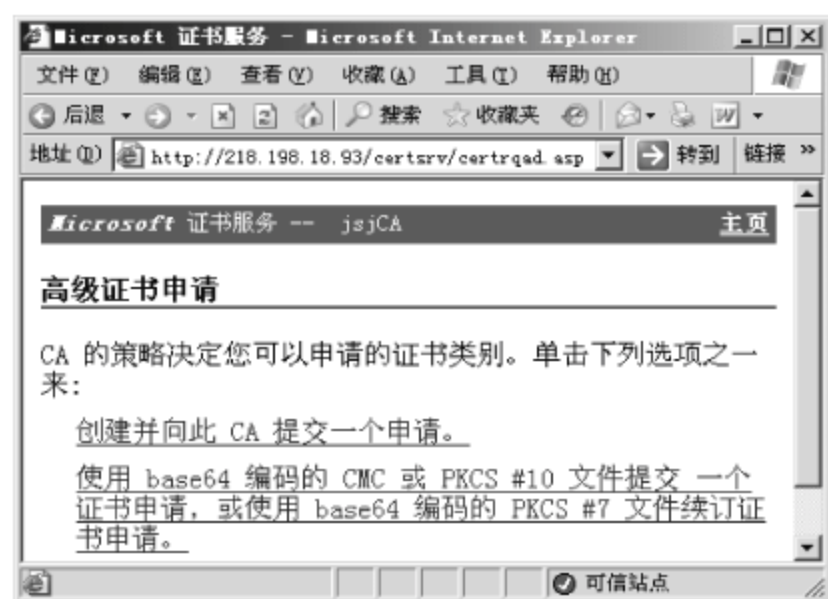 Microsoft 证书服务 - Microsoft Internet Explorer
文件(F) 编辑(E) 查看(V) 收藏(A) 工具(T) 帮助(H)
后退 搜索 收藏夹
地址(D) http://218.198.18.93/certsrv/certrqad.asp 转到 链接 »
Microsoft 证书服务 -- jsjCA 主页
高级证书申请
CA 的策略决定您可以申请的证书类别。单击下列选项之一
来:
创建并向此 CA 提交一个申请。
使用 base64 编码的 CMC 或 PKCS #10 文件提交 一个
证书申请，或使用 base64 编码的 PKCS #7 文件续订证
书申请。
可信站点